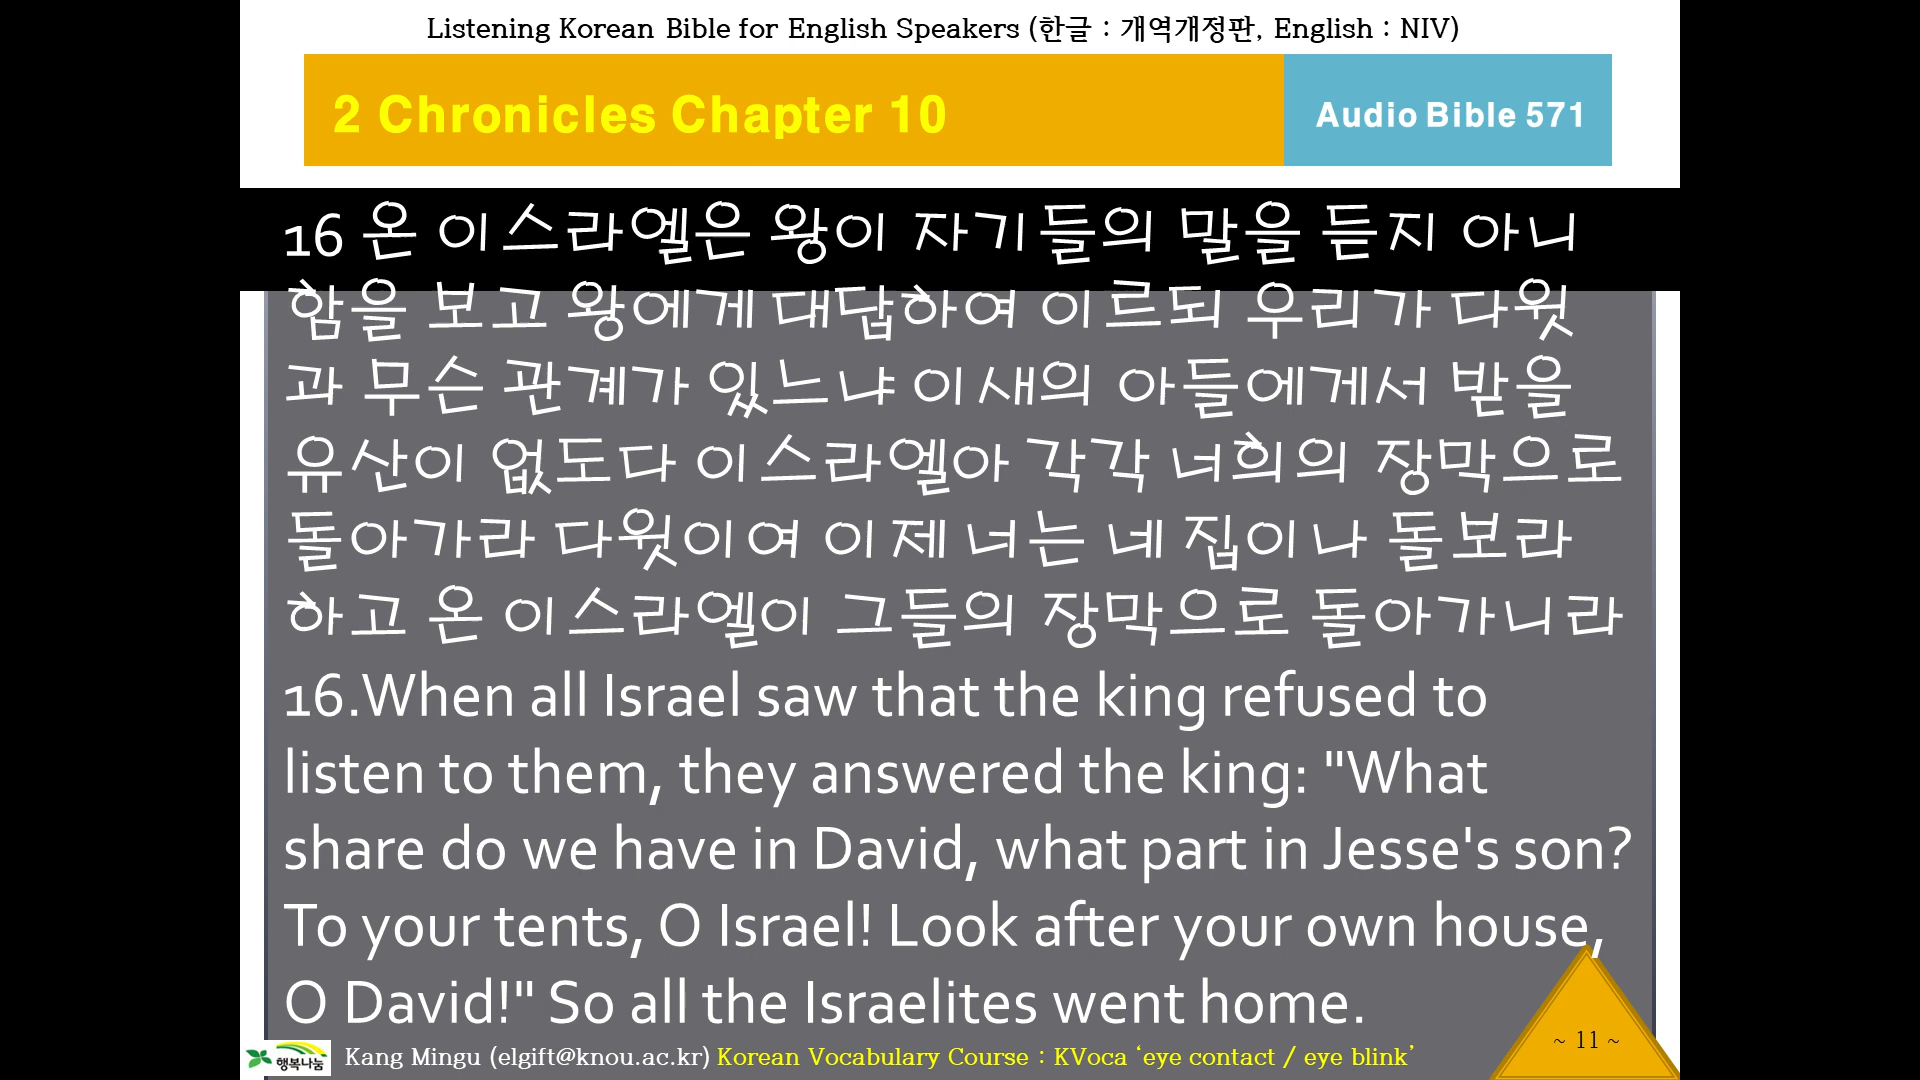 Listening Korean Bible for English Speakers (한글 : 개역개정판, English : NIV)
2 Chronicles Chapter 10
Audio Bible 571
16 온 이스라엘은 왕이 자기들의 말을 듣지 아니
함을 보고 왕에게 대답하여 이르되 우리가 다윗
과 무슨 관계가 있느냐 이새의 아들에게서 받을
유산이 없도다 이스라엘아 각각 너희의 장막으로
돌아가라 다윗이여 이제 너는 네 집이나 돌보라
하고 온 이스라엘이 그들의 장막으로 돌아가니라
16.When all Israel saw that the king refused to
listen to them, they answered the king: "What
share do we have in David, what part in Jesse's son?
To your tents, O Israel! Look after your own house,
O David!" So all the Israelites went home.
행복나눔
Kang Mingu (elgift@knou.ac.kr) Korean Vocabulary Course : KVoca ‘eye contact / eye blink’
~ 11 ~